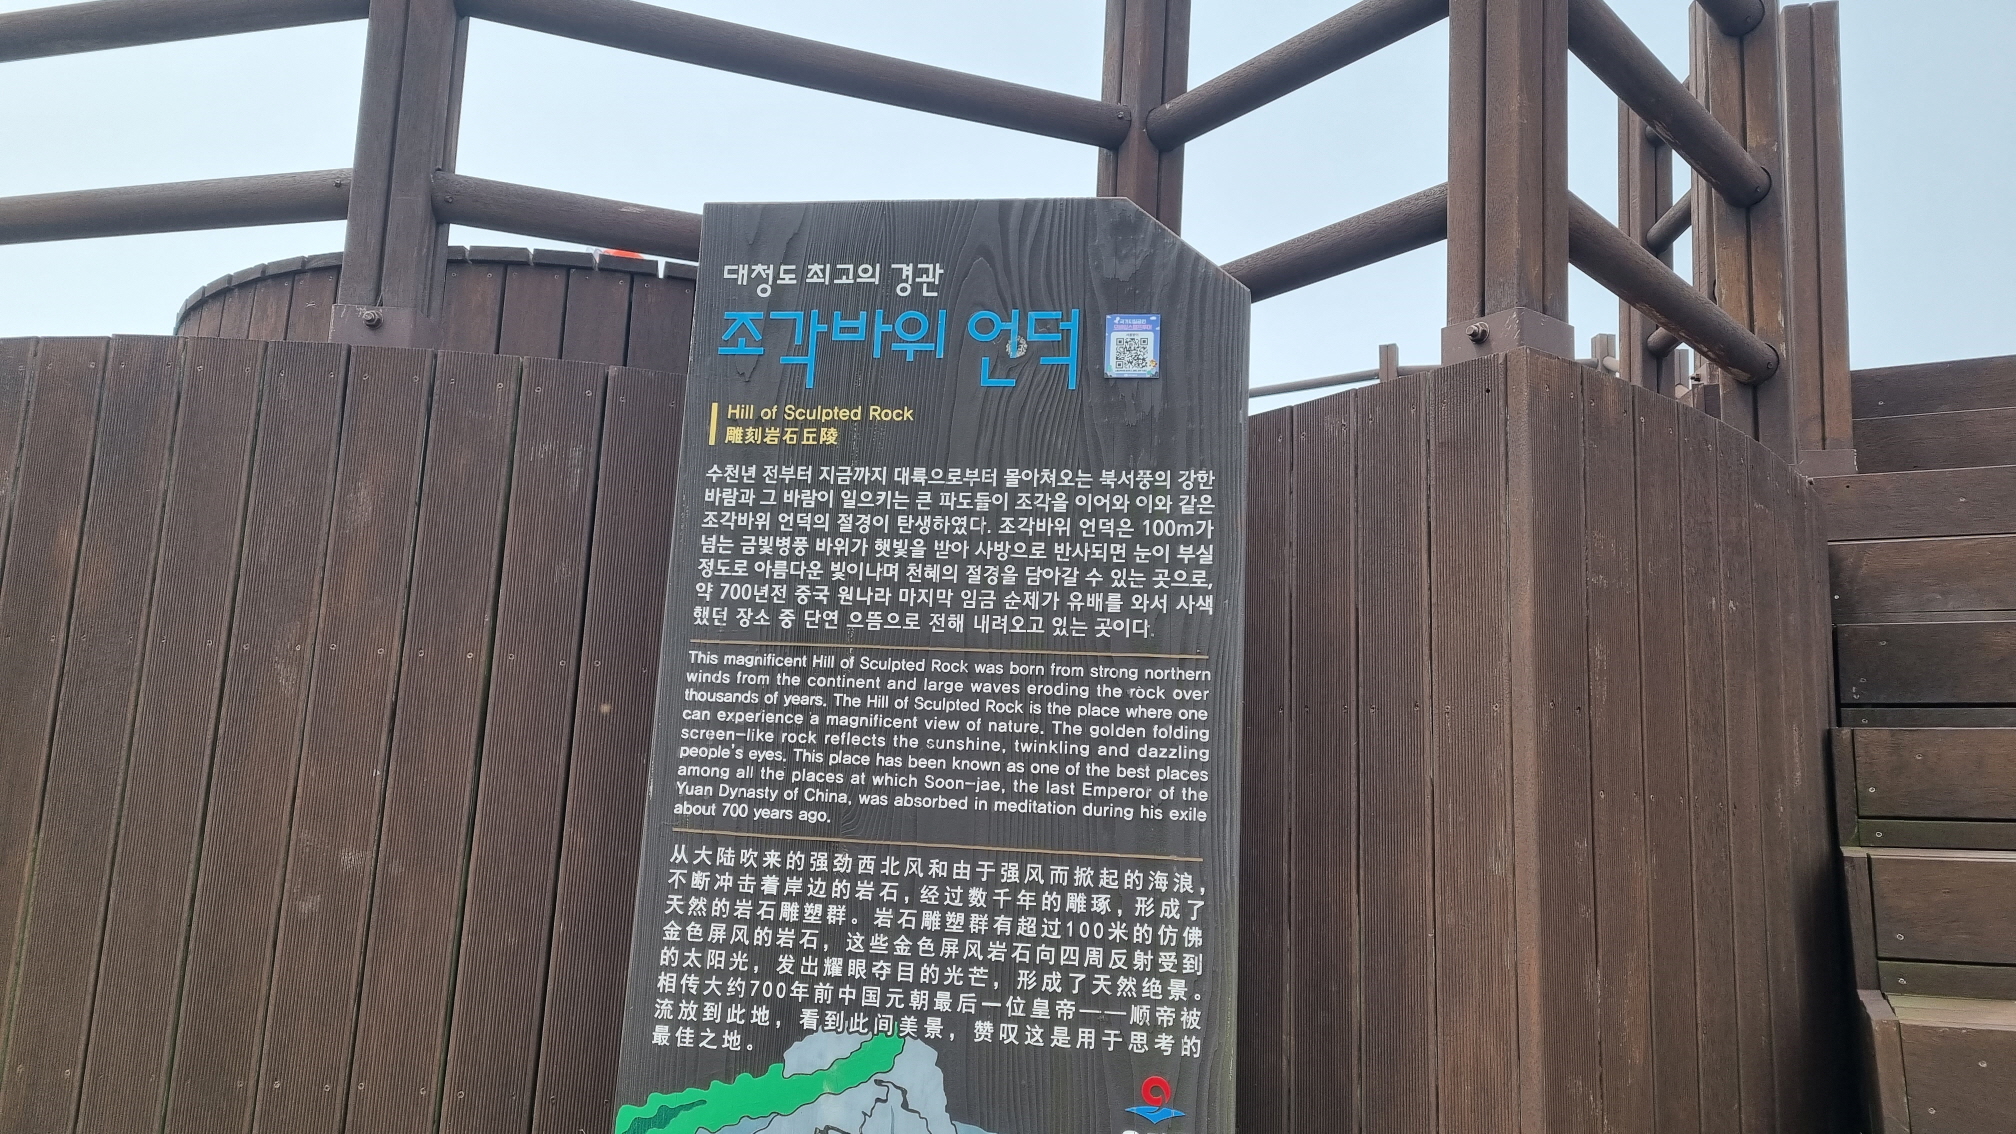 대청도 최고의 경관
조각바위 언덕
Hill of Sculpted Rock
雕刻岩石丘陵
수천년 전부터 지금까지 대륙으로부터 몰아쳐오는 북서풍의 강한
바람과 그 바람이 일으키는 큰 파도들이 조각을 이어와 이와 같은
조각바위 언덕의 절경이 탄생하였다. 조각바위 언덕은 100m가
넘는 금빛병풍 바위가 햇빛을 받아 사방으로 반사되면 눈이 부실
정도로 아름다운 빛이나며 천혜의 절경을 담아갈 수 있는 곳으로,
약 700년전 중국 원나라 마지막 임금 순제가 유배를 와서 사색
했던 장소 중 단연 으뜸으로 전해 내려오고 있는 곳이다.
This magnificent Hill of Sculpted Rock was born from strong northern
winds from the continent and large waves eroding the rock over
thousands of years. The Hill of Sculpted Rock is the place where one
can experience a magnificent view of nature. The golden folding
screen-like rock reflects the sunshine, twinkling and dazzling
people's eyes. This place has been known as one of the best places
among all the places at which Soon-jae, the last Emperor of the
Yuan Dynasty of China, was absorbed in meditation during his exile
about 700 years ago.
从大陆吹来的强劲西北风和由于强风而掀起的海浪，
不断冲击着岸边的岩石，经过数千年的雕琢，形成了
天然的岩石雕塑群。岩石雕塑群有超过100米的仿佛
金色屏风的岩石，这些金色屏风岩石向四周反射受到
的太阳光，发出耀眼夺目的光芒，形成了天然绝景。
相传大约700年前中国元朝最后一位皇帝——顺帝被
流放到此地，看到此间美景，赞叹这是用于思考的
最佳之地。